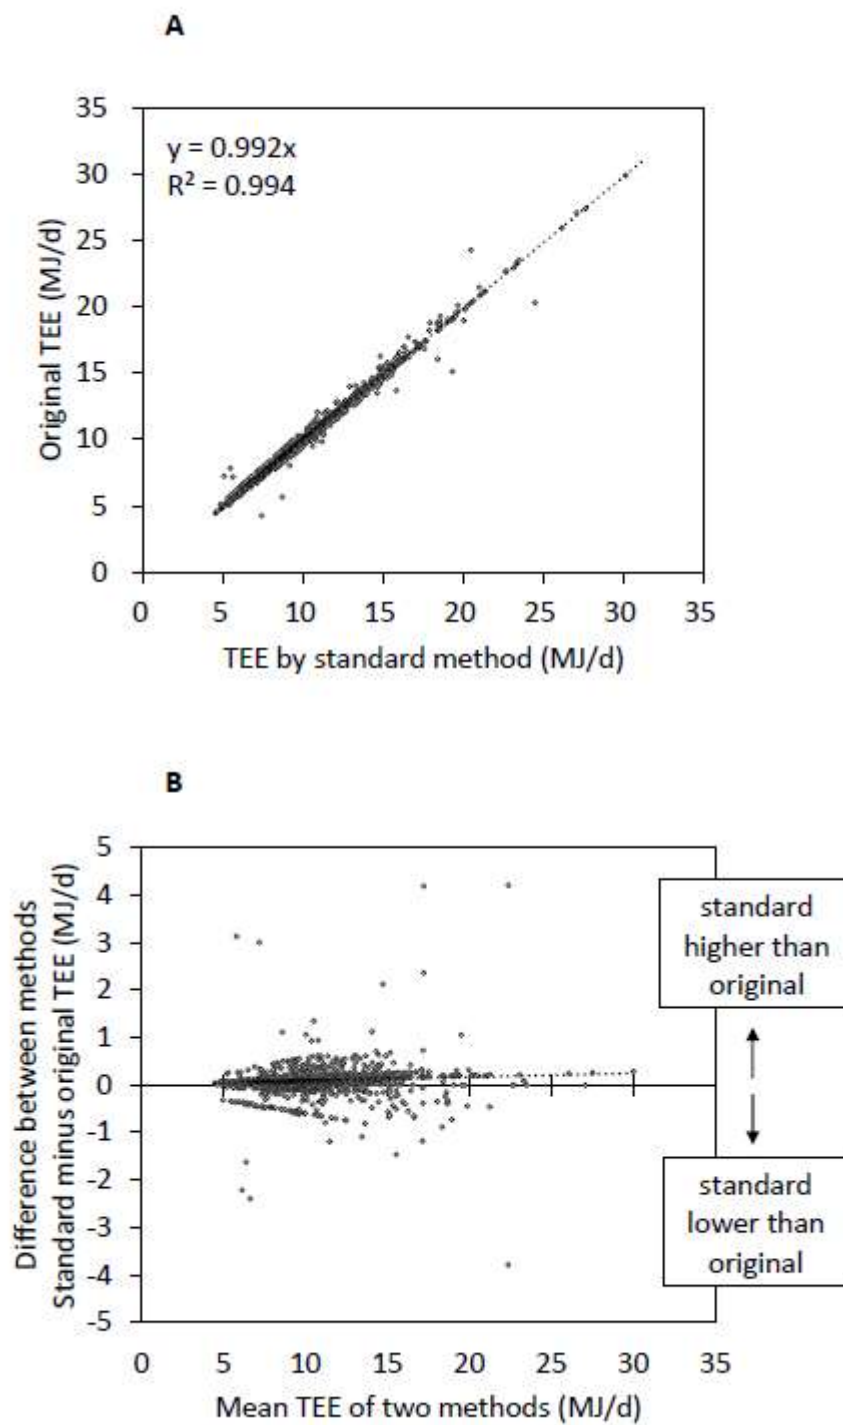 A
35
30
25
20
15
10
5
0
y = 0.992x
R² = 0.994
Original TEE (MJ/d)
0 5 10 15 20 25 30 35
TEE by standard method (MJ/d)
B
5
4
3
2
1
0
-1
-2
-3
-4
-5
Difference between methods
Standard minus original TEE (MJ/d)
standard
higher than
original
standard
lower than
original
0 5 10 15 20 25 30 35
Mean TEE of two methods (MJ/d)